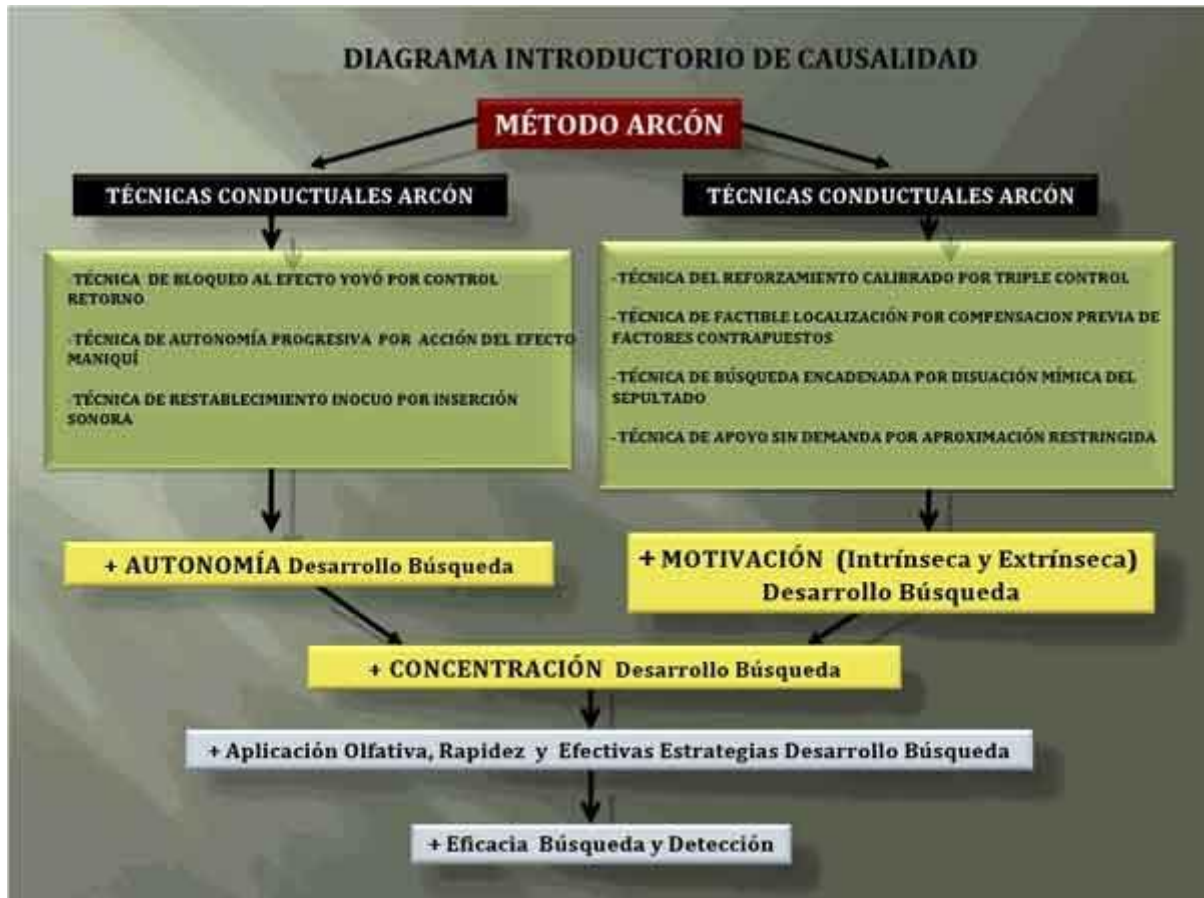 DIAGRAMA INTRODUCTORIO DE CAUSALIDAD
MÉTODO ARCÓN
TÉCNICAS CONDUCTUALES ARCÓN
-TÉCNICA DE BLOQUEO AL EFECTO YOYÓ POR CONTROL
RETORNO
-TÉCNICA DE AUTONOMÍA PROGRESIVA POR ACCIÓN DEL EFECTO
MANIQUÍ
-TÉCNICA DE RESTABLECIMIENTO INOCUO POR INSERCIÓN
SONORA
+ AUTONOMÍA Desarrollo Búsqueda
TÉCNICAS CONDUCTUALES ARCÓN
-TÉCNICA DEL REFORZAMIENTO CALIBRADO POR TRIPLE CONTROL
-TÉCNICA DE FACTIBLE LOCALIZACIÓN POR COMPENSACION PREVIA DE
FACTORES CONTRAPUESTOS
-TÉCNICA DE BÚSQUEDA ENCADENADA POR DISUACIÓN MÍMICA DEL
SEPULTADO
-TÉCNICA DE APOYO SIN DEMANDA POR APROXIMACIÓN RESTRINGIDA
+ MOTIVACIÓN (Intrínseca y Extrínseca)
Desarrollo Búsqueda
+ CONCENTRACIÓN Desarrollo Búsqueda
+ Aplicación Olfativa, Rapidez y Efectivas Estrategias Desarrollo Búsqueda
+ Eficacia Búsqueda y Detección